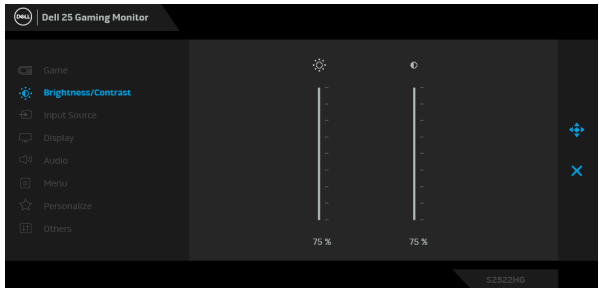 DELL Dell 25 Gaming Monitor
Game
Brightness/Contrast
Input Source
Display
Audio
Menu
Personalize
Others
75 % 75 %
S2522HG